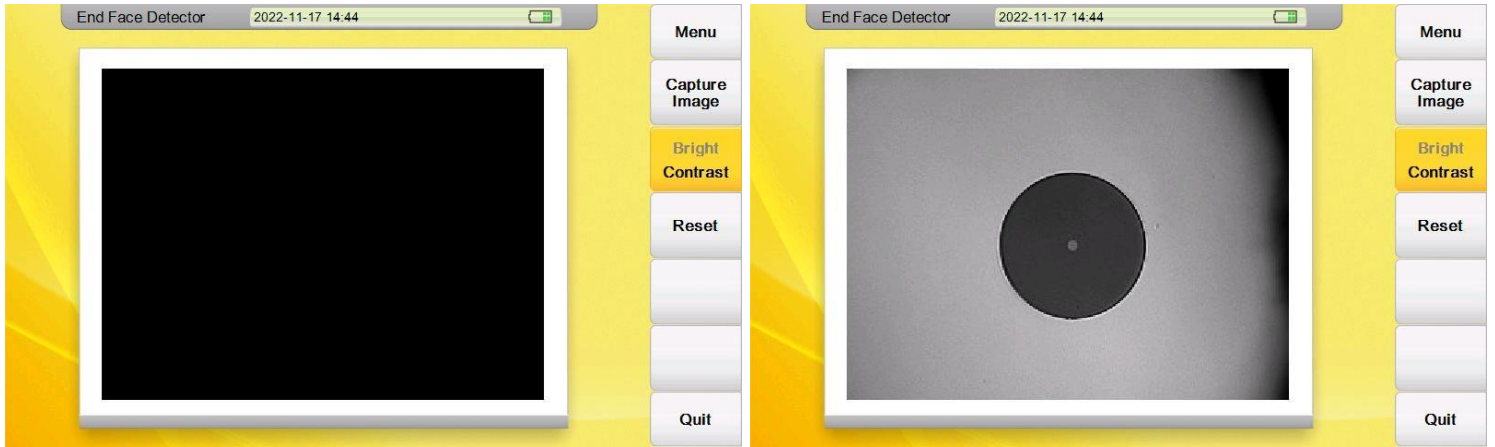 End Face Detector 2022-11-17 14:44
Menu
Capture
Image
Bright
Contrast
Reset
Quit
End Face Detector 2022-11-17 14:44
Menu
Capture
Image
Bright
Contrast
Reset
Quit